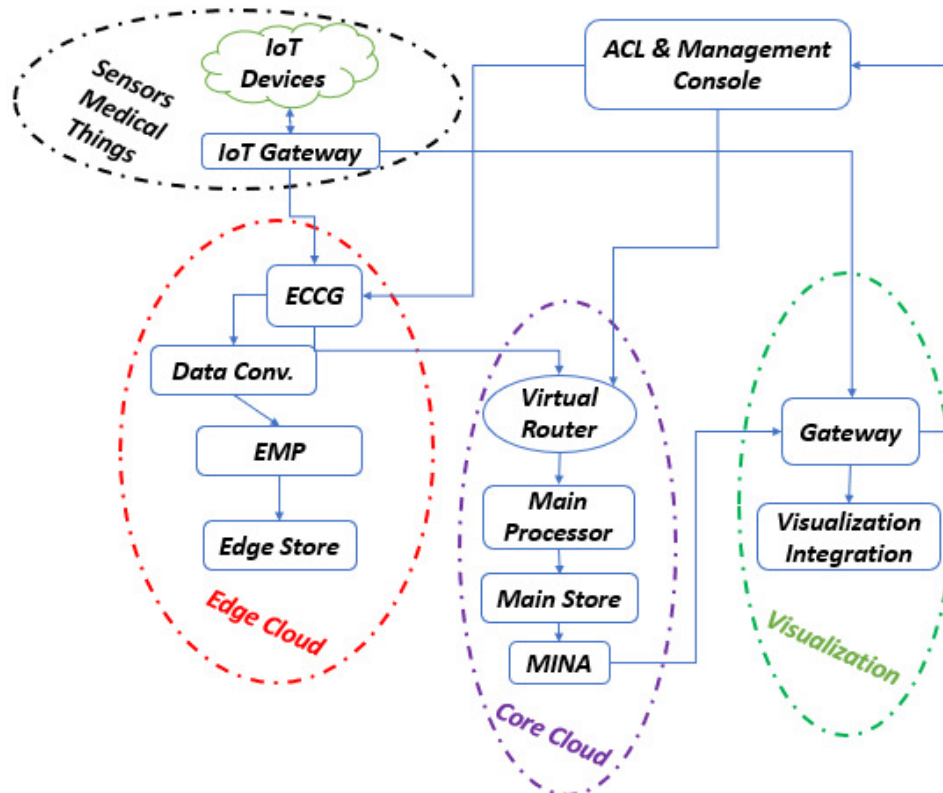 IoT
Devices
Sensors
Medical
Things
IoT Gateway
ACL & Management
Console
ECCG
Data Conv.
EMP
Edge Store
Edge Cloud
Virtual
Router
Main
Processor
Main Store
MINA
Core Cloud
Gateway
Visualization
Integration
Visualization